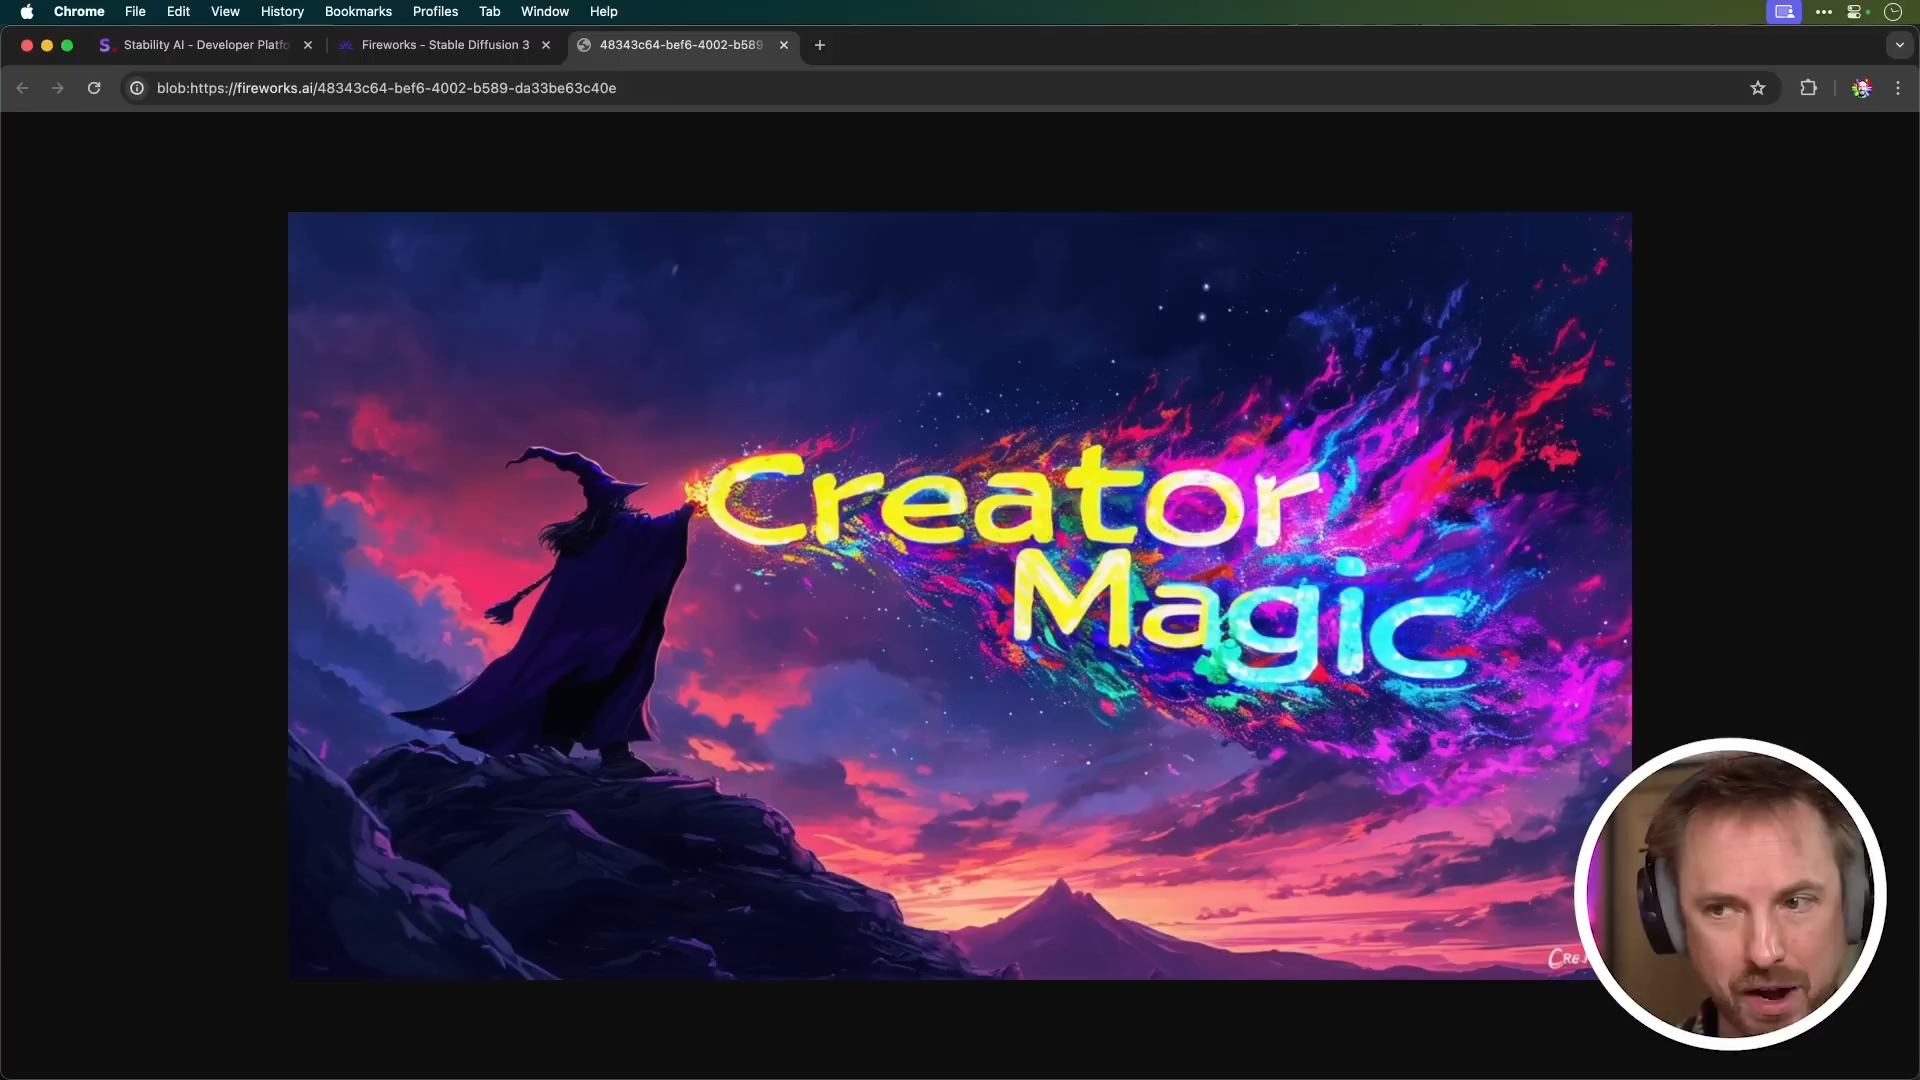 Chrome File Edit View History Bookmarks Profiles Tab Window Help
Stability AI - Developer Platfo
Fireworks - Stable Diffusion 3
48343c64-bef6-4002-b589
blob:https://fireworks.ai/48343c64-bef6-4002-b589-da33be63c40e
Creator
Magic